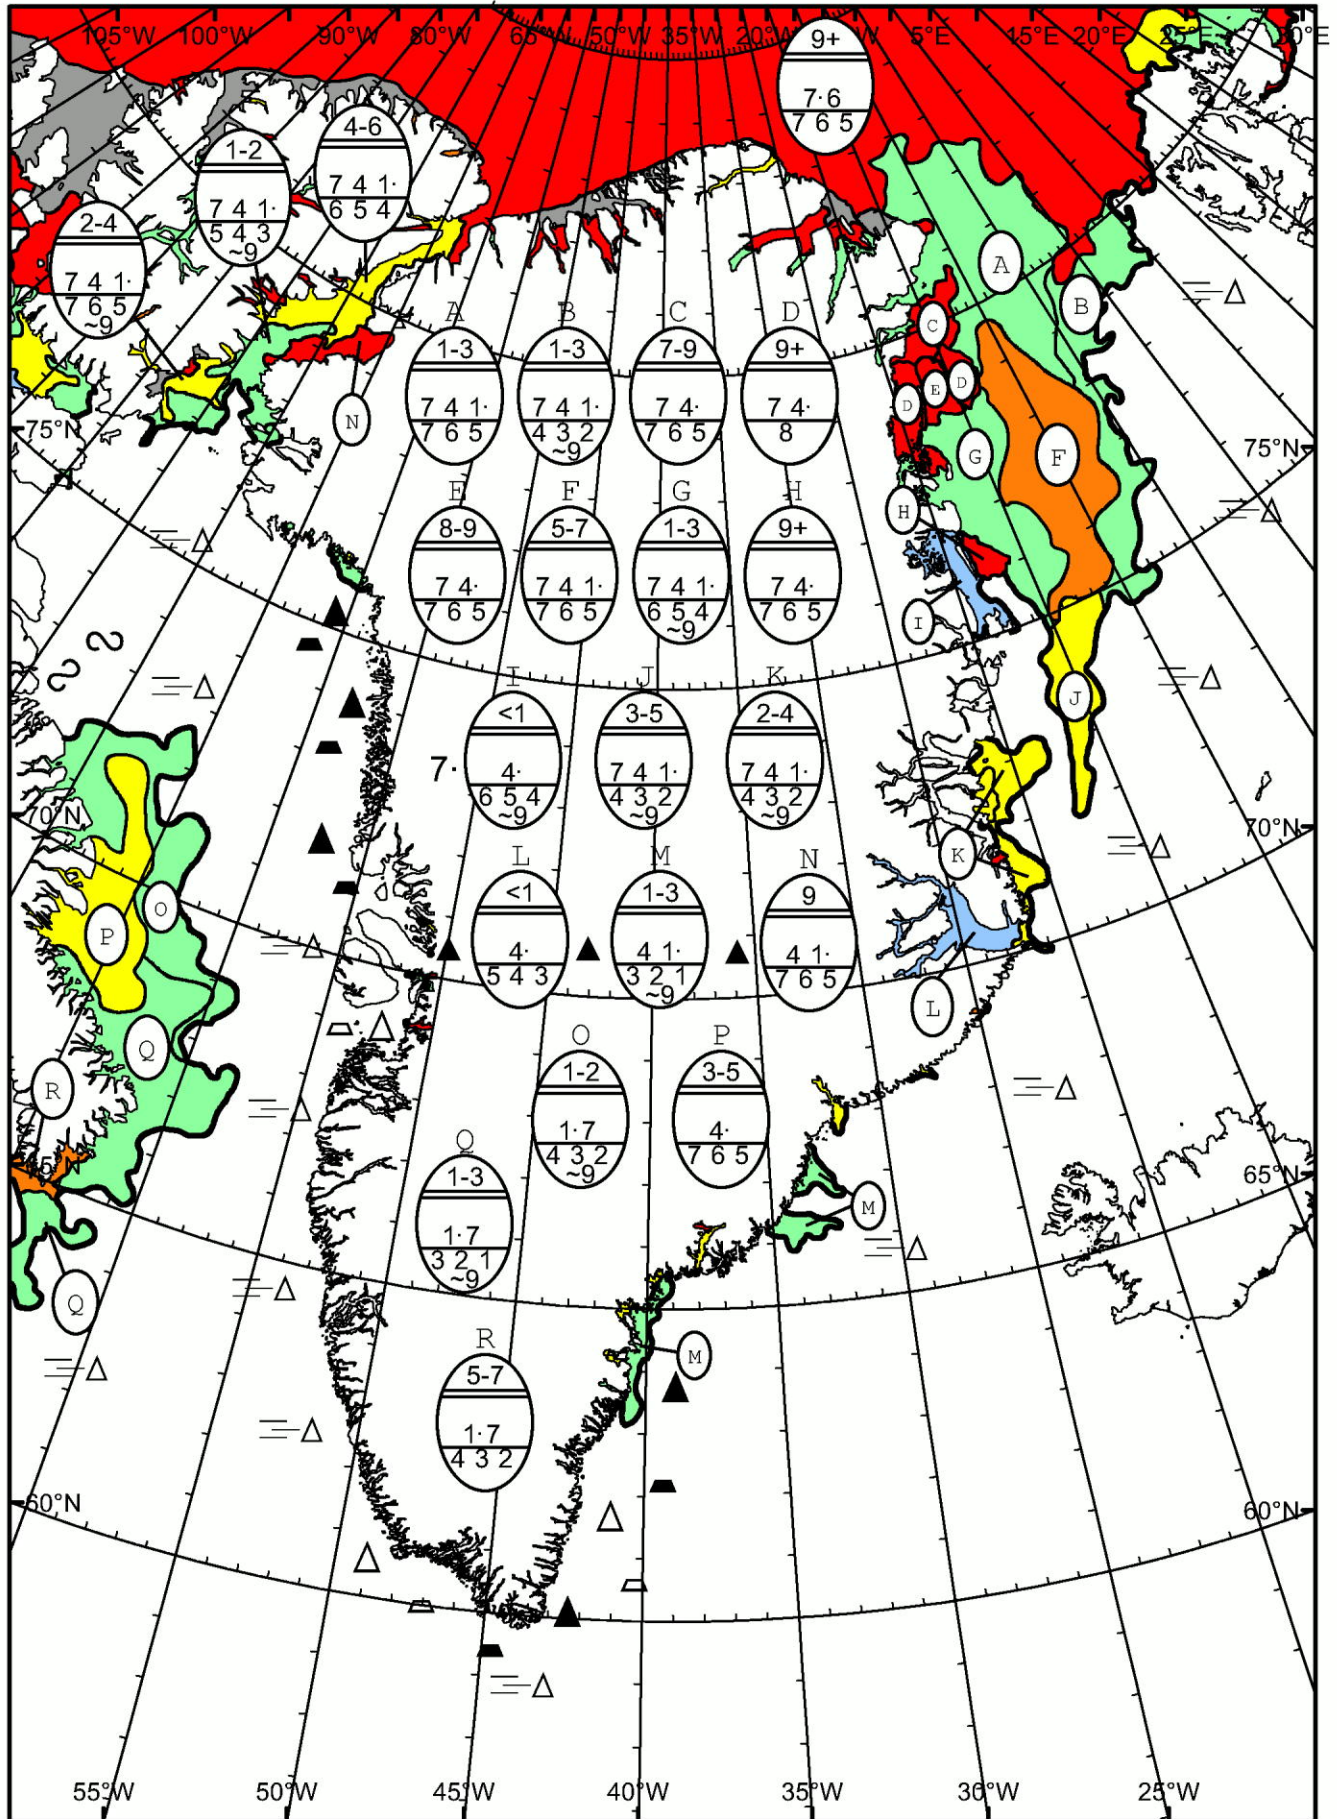 105°W 100°W 90°W 80°W 65°W 50°W 35°W 20°W 5°E 15°E 20°E 25°E 30°E
9+
7·6
7 6 5
4-6
7 4 1·
6 5 4
1-2
7 4 1·
5 4 3
~9
2-4
7 4 1·
7 6 5
~9
A
B
C
D
E
D
G
F
H
I
J
N
75°N
75°N
A B C D
1-3 1-3 7-9 9+
7 4 1· 7 4 1· 7 4· 7 4·
7 6 5 4 3 2 7 6 5 8
~9
E F G H
8-9 5-7 1-3 9+
7 4· 7 4 1· 7 4 1· 7 4·
7 6 5 7 6 5 6 5 4 7 6 5
~9
I J K
<1 3-5 2-4
7· 4· 7 4 1· 7 4 1·
6 5 4 4 3 2 4 3 2
~9 ~9 ~9
70°N
70°N
K
L M N
<1 1-3 9
4· 4 1· 4 1·
5 4 3 3 2 1 7 6 5
~9
P
O
L
Q
R
O P
1-2 3-5
1·7 4·
4 3 2 7 6 5
~9
65°N
M
Q
1-3
1·7
3 2 1
~9
Q
M
R
5-7
1·7
4 3 2
60°N
60°N
55°W 50°W 45°W 40°W 35°W 30°W 25°W